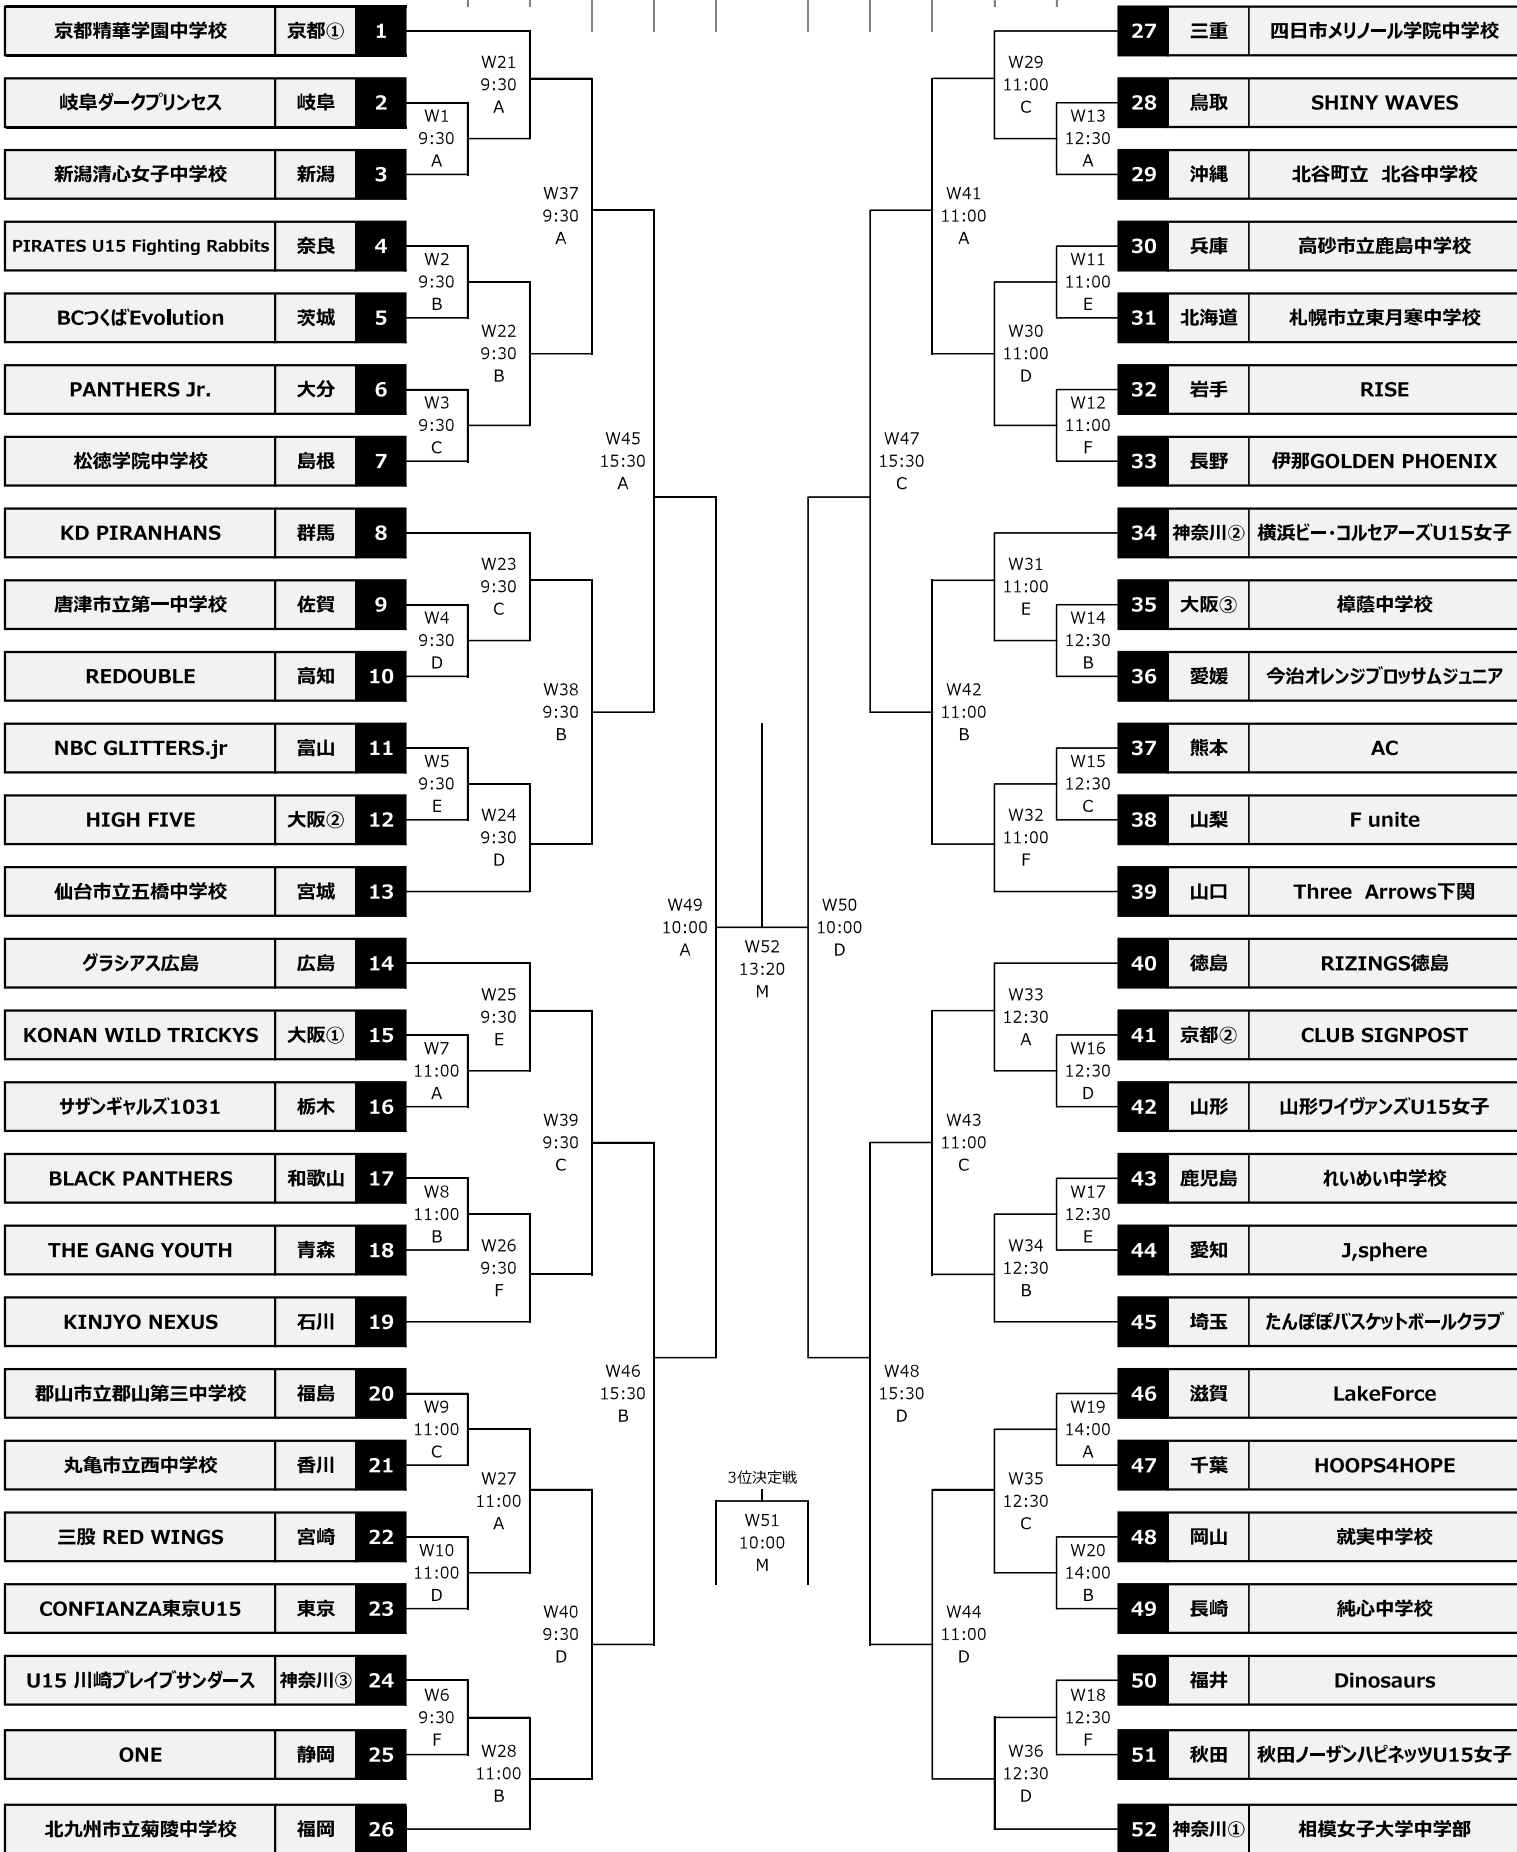 京都精華学園中学校 京都① 1
岐阜ダークプリンセス 岐阜 2
新潟清心女子中学校 新潟 3
PIRATES U15 Fighting Rabbits 奈良 4
BCつくばEvolution 茨城 5
PANTHERS Jr. 大分 6
松徳学院中学校 島根 7
KD PIRANHANS 群馬 8
唐津市立第一中学校 佐賀 9
REDOUBLE 高知 10
NBC GLITTERS.jr 富山 11
HIGH FIVE 大阪② 12
仙台市立五橋中学校 宮城 13
グラシアス広島 広島 14
KONAN WILD TRICKYS 大阪① 15
サザンギャルズ1031 栃木 16
BLACK PANTHERS 和歌山 17
THE GANG YOUTH 青森 18
KINJYO NEXUS 石川 19
郡山市立郡山第三中学校 福島 20
丸亀市立西中学校 香川 21
三股 RED WINGS 宮崎 22
CONFIANZA東京U15 東京 23
U15 川崎ブレイブサンダース 神奈川③ 24
ONE 静岡 25
北九州市立菊陵中学校 福岡 26
W1
9:30
A
W2
9:30
B
W3
9:30
C
W4
9:30
D
W5
9:30
E
W7
11:00
A
W8
11:00
B
W9
11:00
C
W10
11:00
D
W6
9:30
F
W21
9:30
A
W22
9:30
B
W23
9:30
C
W24
9:30
D
W25
9:30
E
W26
9:30
F
W27
11:00
A
W28
11:00
B
W37
9:30
A
W38
9:30
B
W39
9:30
C
W40
9:30
D
W45
15:30
A
W46
15:30
B
W49
10:00
A
W52
13:20
M
3位決定戦
W51
10:00
M
W50
10:00
D
W47
15:30
C
W48
15:30
D
W41
11:00
A
W42
11:00
B
W43
11:00
C
W44
11:00
D
W29
11:00
C
W30
11:00
D
W31
11:00
E
W32
11:00
F
W33
12:30
A
W34
12:30
B
W35
12:30
C
W36
12:30
D
W13
12:30
A
W11
11:00
E
W12
11:00
F
W14
12:30
B
W15
12:30
C
W16
12:30
D
W17
12:30
E
W19
14:00
A
W20
14:00
B
W18
12:30
F
27 三重 四日市メリノール学院中学校
28 鳥取 SHINY WAVES
29 沖縄 北谷町立 北谷中学校
30 兵庫 高砂市立鹿島中学校
31 北海道 札幌市立東月寒中学校
32 岩手 RISE
33 長野 伊那GOLDEN PHOENIX
34 神奈川② 横浜ビー・コルセアーズU15女子
35 大阪③ 樟蔭中学校
36 愛媛 今治オレンジブロッサムジュニア
37 熊本 AC
38 山梨 F unite
39 山口 Three Arrows下関
40 徳島 RIZINGS徳島
41 京都② CLUB SIGNPOST
42 山形 山形ワイヴァンズU15女子
43 鹿児島 れいめい中学校
44 愛知 J,sphere
45 埼玉 たんぽぽバスケットボールクラブ
46 滋賀 LakeForce
47 千葉 HOOPS4HOPE
48 岡山 就実中学校
49 長崎 純心中学校
50 福井 Dinosaurs
51 秋田 秋田ノーザンハピネッツU15女子
52 神奈川① 相模女子大学中学部